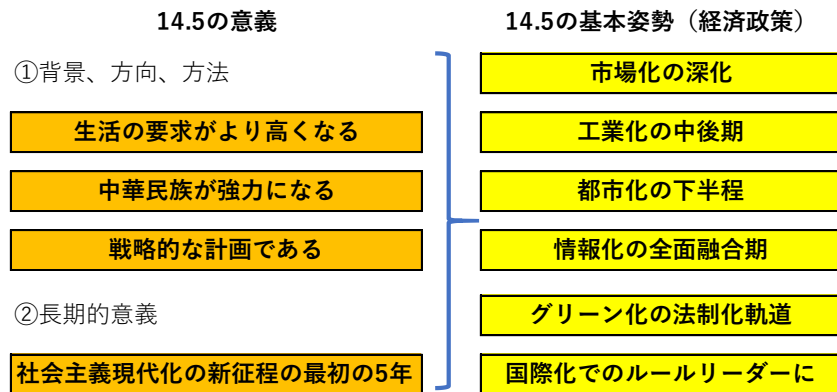 14.5の意義
①背景、方向、方法
生活の要求がより高くなる
中華民族が強力になる
戦略的な計画である
②長期的意義
社会主義現代化の新征程の最初の5年
14.5の基本姿勢（経済政策）
市場化の深化
工業化の中後期
都市化の下半程
情報化の全面融合期
グリーン化の法制化軌道
国際化でのルールリーダーに